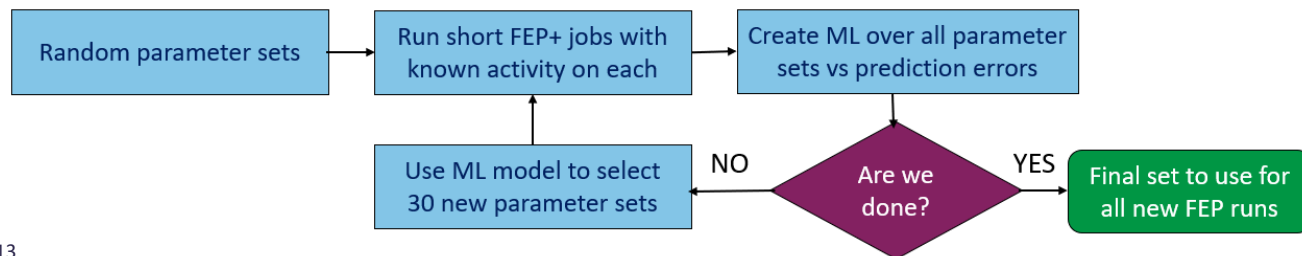 Random parameter sets
Run short FEP+ jobs with
known activity on each
Create ML over all parameter
sets vs prediction errors
Use ML model to select
30 new parameter sets
NO
Are we
done?
YES
Final set to use for
all new FEP runs
13